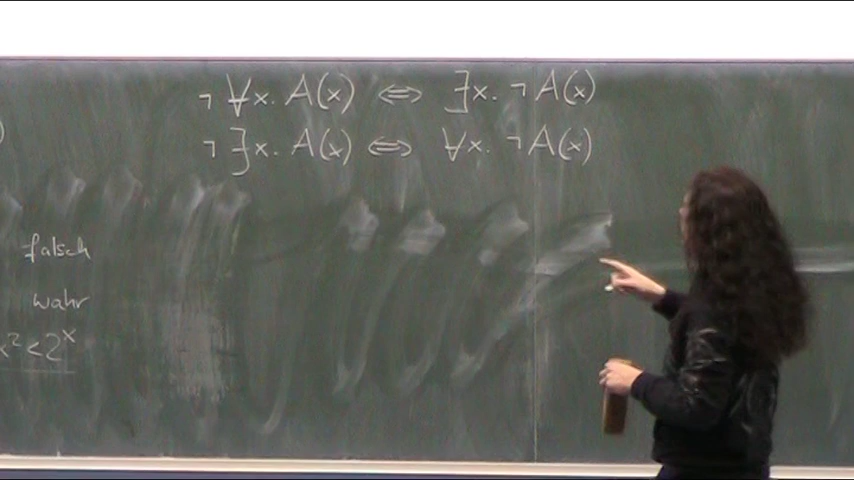 ¬ ∀x. A(x) ⇔ ∃x. ¬A(x)
¬ ∃x. A(x) ⇔ ∀x. ¬A(x)
)
falsch
wahr
x² < 2ˣ